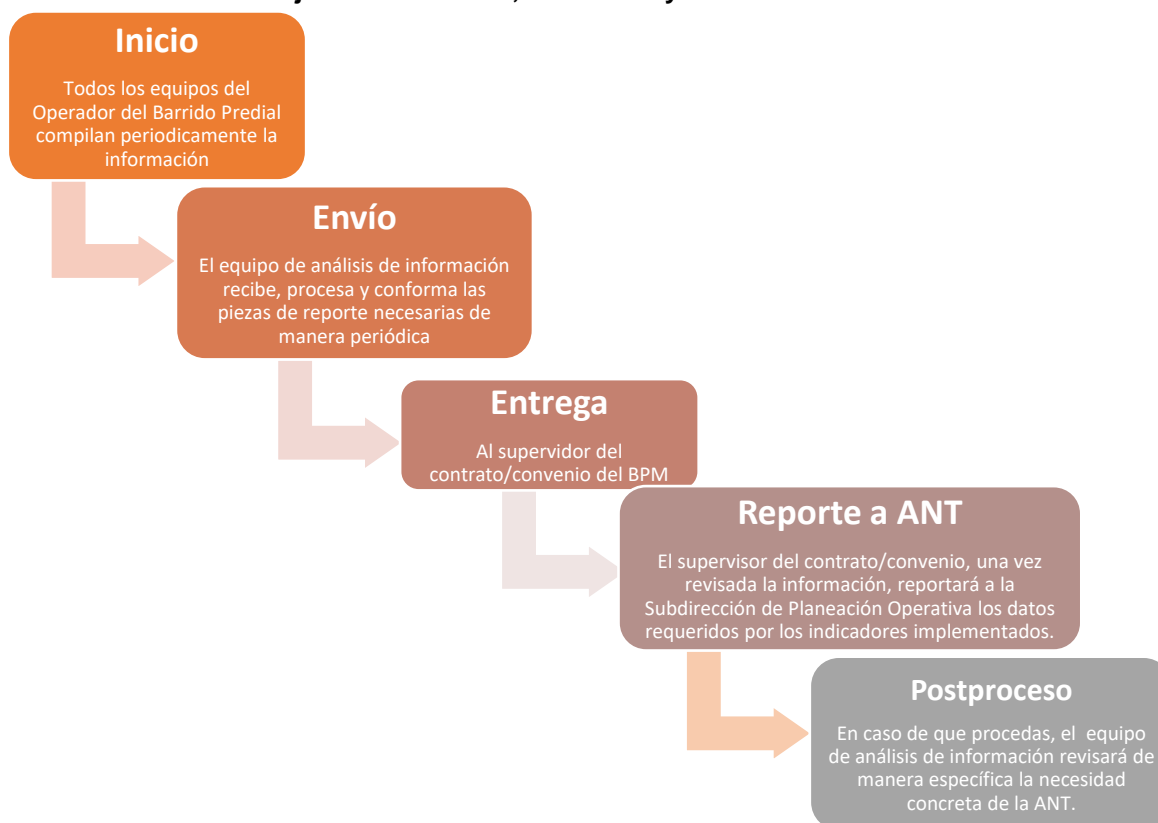 Inicio
Todos los equipos del
Operador del Barrido Predial
compilan periodicamente la
información
Envío
El equipo de análisis de información
recibe, procesa y conforma las
piezas de reporte necesarias de
manera periódica
Entrega
Al supervidor del
contrato/convenio del BPM
Reporte a ANT
El supervisor del contrato/convenio, una vez
revisada la información, reportará a la
Subdirección de Planeación Operativa los datos
requeridos por los indicadores implementados.
Postproceso
En caso de que procedas, el equipo
de análisis de información revisará de
manera específica la necesidad
concreta de la ANT.